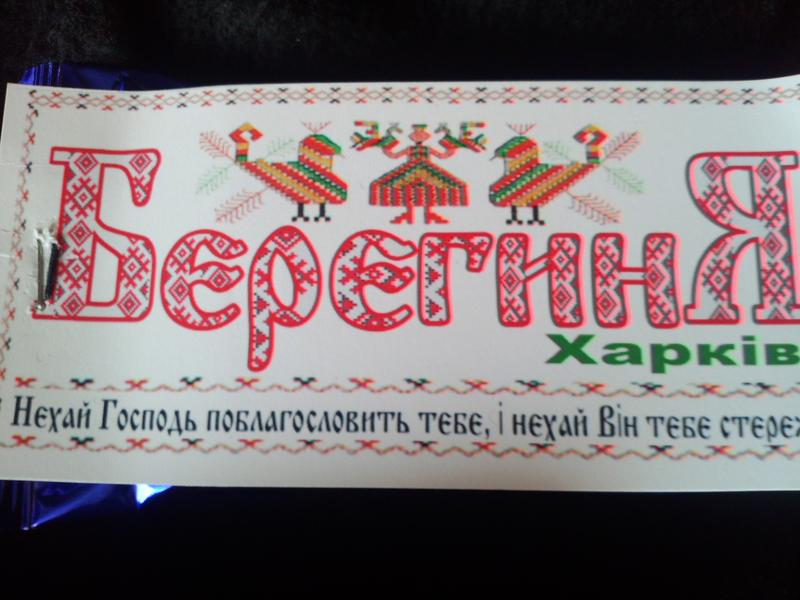 БерегинЯ
Харків
Нехай Господь поблагословить тебе, і нехай Він тебе стереж